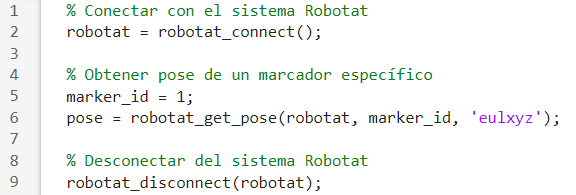 1 % Conectar con el sistema Robotat
2 robotat = robotat_connect();
3
4 % Obtener pose de un marcador específico
5 marker_id = 1;
6 pose = robotat_get_pose(robotat, marker_id, 'eulxyz');
7
8 % Desconectar del sistema Robotat
9 robotat_disconnect(robotat);